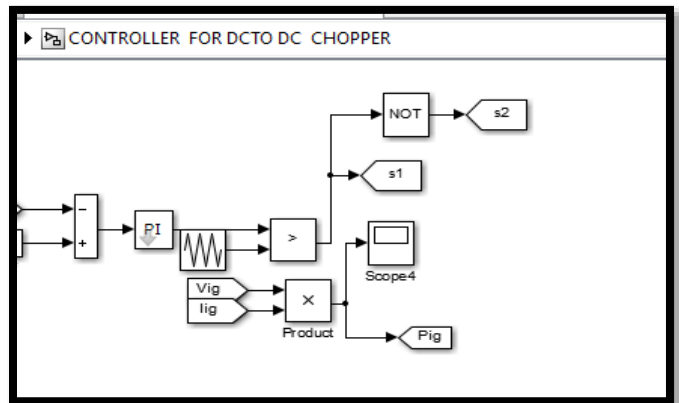 CONTROLLER FOR DCTO DC CHOPPER
NOT
s2
s1
−
+
PI
>
Scope4
Vig
Iig
×
Product
Pig